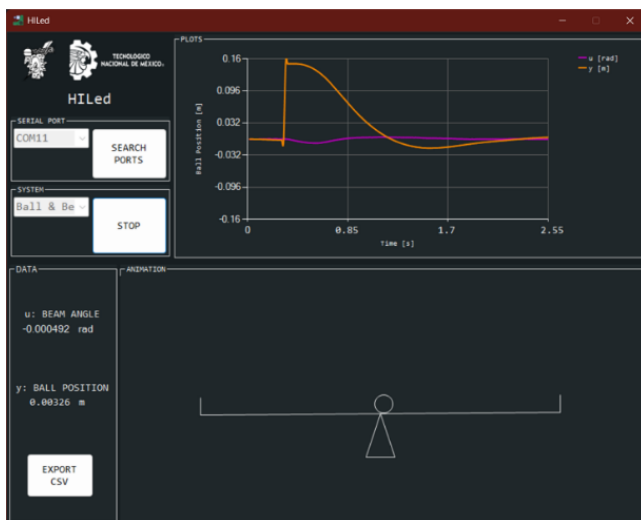 HILed
TECNOLÓGICO
NACIONAL DE MÉXICO®
HILed
SERIAL PORT
COM11
SEARCH
PORTS
SYSTEM
Ball & Be
STOP
PLOTS
Ball Position [m]
0.16
0.096
0.032
-0.032
-0.096
-0.16
0
0.85
1.7
2.55
Time [s]
u [rad]
y [m]
DATA
u: BEAM ANGLE
-0.000492 rad
y: BALL POSITION
0.00326 m
EXPORT
CSV
ANIMATION